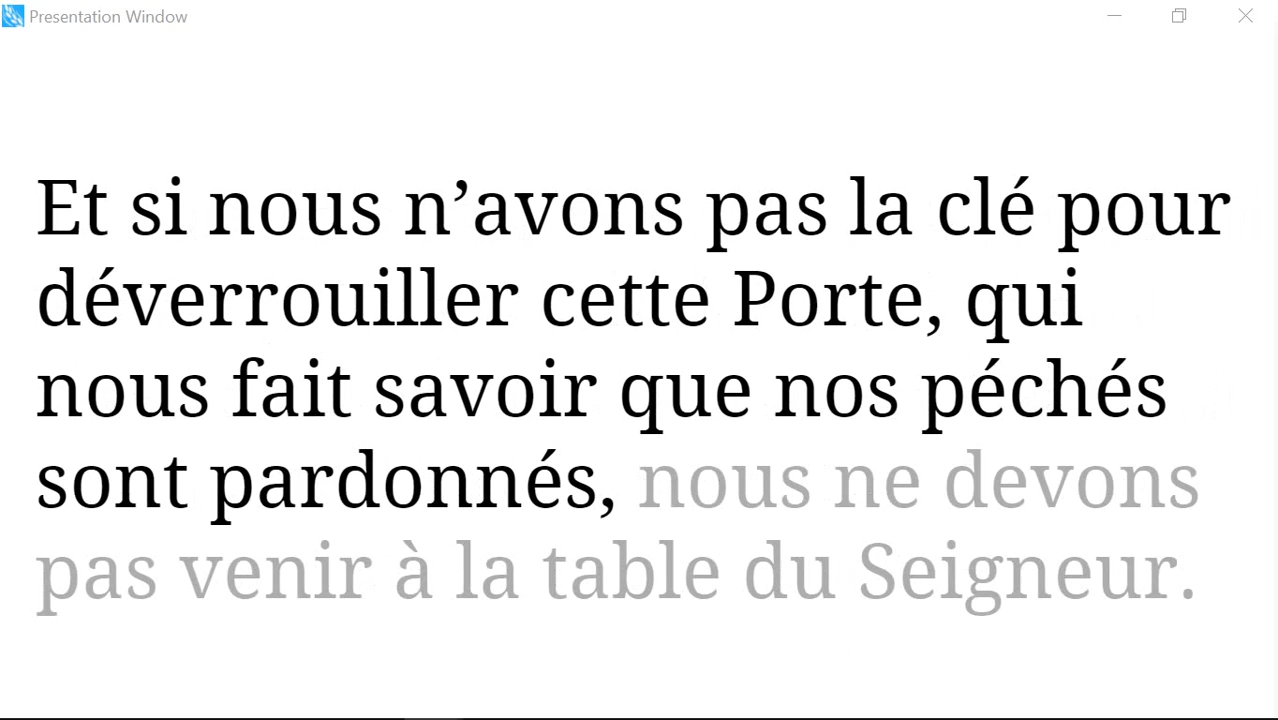 Presentation Window
Et si nous n’avons pas la clé pour
déverrouiller cette Porte, qui
nous fait savoir que nos péchés
sont pardonnés, nous ne devons
pas venir à la table du Seigneur.